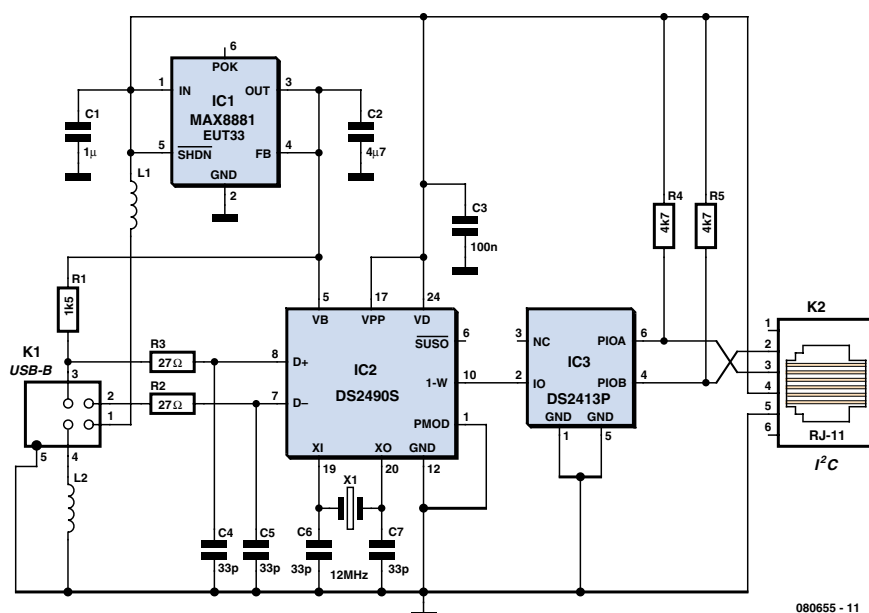 6
POK
1
IN
OUT
3
IC1
MAX8881
EUT33
5
SHDN
FB
4
GND
2
C1
1µ
C2
4µ7
L1
C3
100n
R4
4k7
R5
4k7
R1
1k5
K1
USB-B
3
2
1
5
4
L2
R3
27Ω
R2
27Ω
5
17
24
VB
VPP
VD
8
D+
SUSO
6
IC2
DS2490S
7
D–
1-W
10
PMOD
1
XI
XO
GND
19
20
12
X1
C4
33p
C5
33p
C6
33p
12MHz
C7
33p
3
NC
PIOA
6
IC3
2
IO
PIOB
4
DS2413P
GND
GND
1
5
K2
1
2
3
4
5
6
RJ-11
I²C
080655 - 11